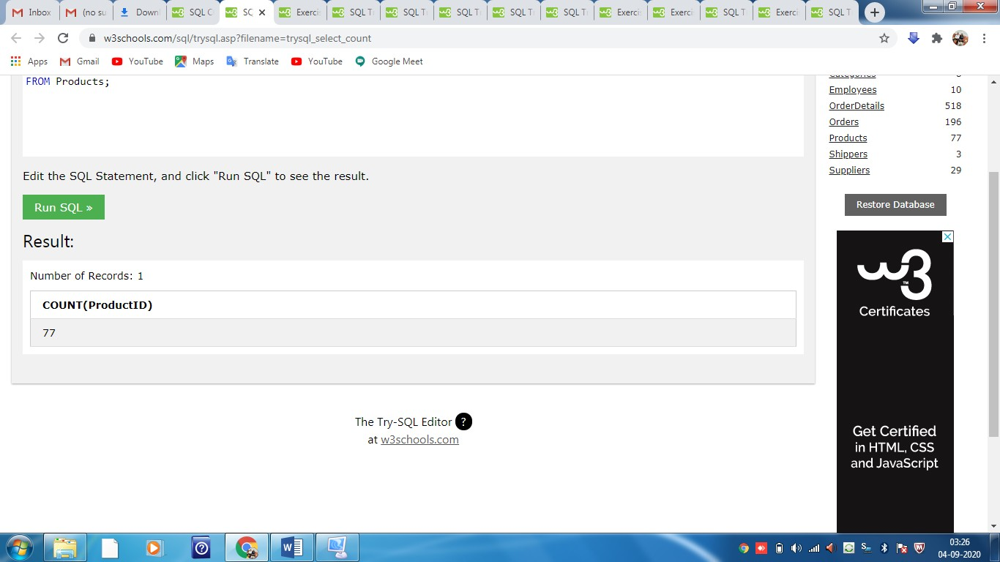 Inbox (no su Down SQL C SC Exerci SQL T SQL T SQL T SQL T SQL T Exerci Exerci SQL T Exerci SQL T
w3schools.com/sql/trysql.asp?filename=trysql_select_count
Apps Gmail YouTube Maps Translate YouTube Google Meet
FROM Products;
Edit the SQL Statement, and click "Run SQL" to see the result.
Run SQL »
Result:
Number of Records: 1
COUNT(ProductID)
77
The Try-SQL Editor ?
at w3schools.com
Categories 8
Employees 10
OrderDetails 518
Orders 196
Products 77
Shippers 3
Suppliers 29
Restore Database
w3
TM
Certificates
Get Certified
in HTML, CSS
and JavaScript
03:26
04-09-2020